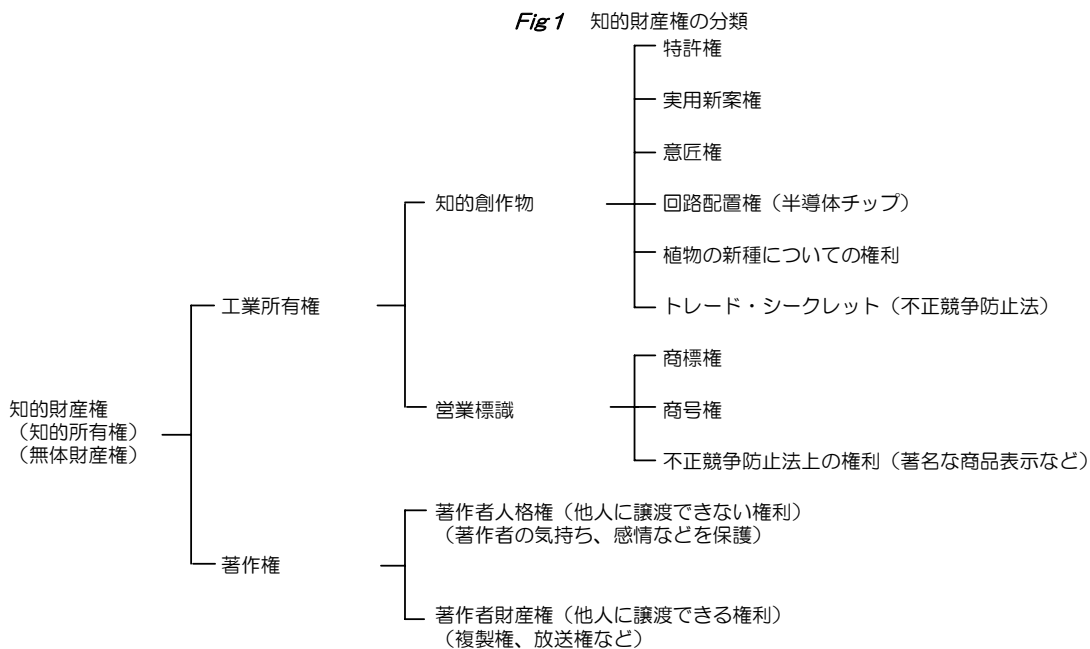 Fig 1 知的財産権の分類
特許権
実用新案権
意匠権
知的創作物
回路配置権（半導体チップ）
植物の新種についての権利
工業所有権
トレード・シークレット（不正競争防止法）
商標権
知的財産権
（知的所有権）
（無体財産権）
営業標識
商号権
不正競争防止法上の権利（著名な商品表示など）
著作者人格権（他人に譲渡できない権利）
（著作者の気持ち、感情などを保護）
著作権
著作者財産権（他人に譲渡できる権利）
（複製権、放送権など）